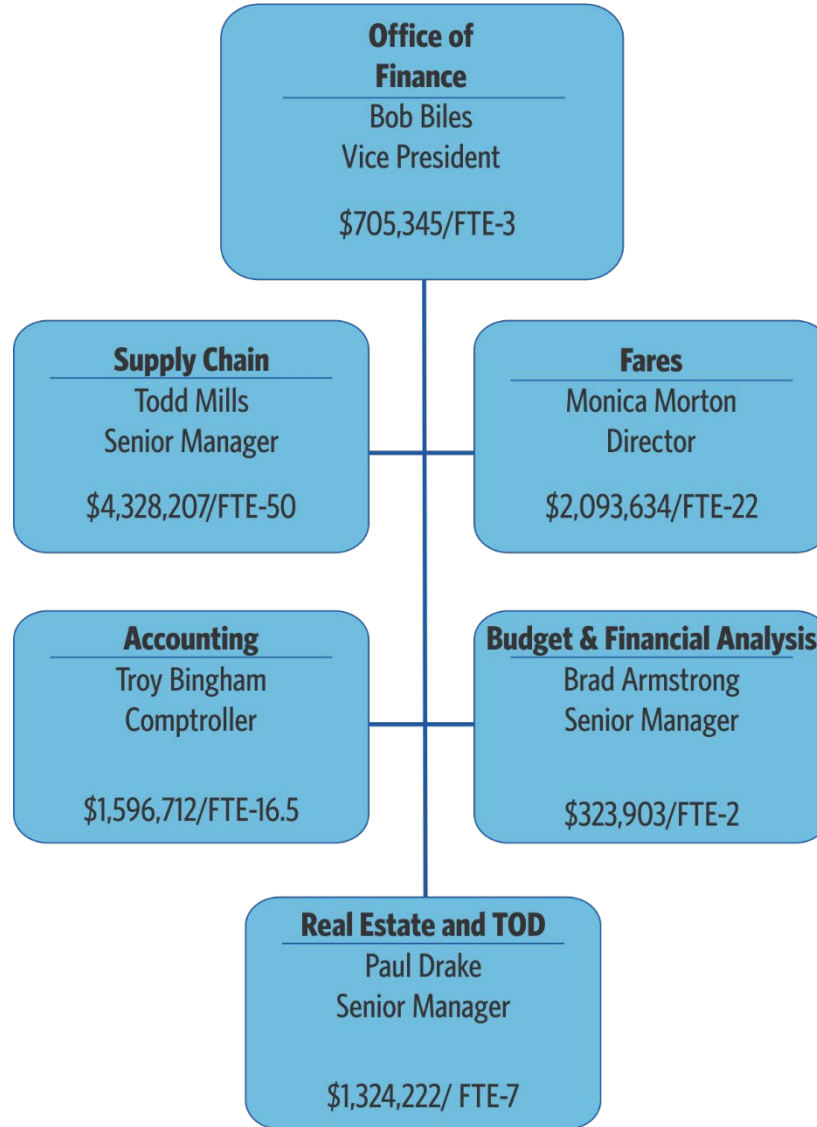 Office of
Finance
Bob Biles
Vice President
$705,345/FTE-3
Supply Chain
Todd Mills
Senior Manager
$4,328,207/FTE-50
Fares
Monica Morton
Director
$2,093,634/FTE-22
Accounting
Troy Bingham
Comptroller
$1,596,712/FTE-16.5
Budget & Financial Analysis
Brad Armstrong
Senior Manager
$323,903/FTE-2
Real Estate and TOD
Paul Drake
Senior Manager
$1,324,222/ FTE-7